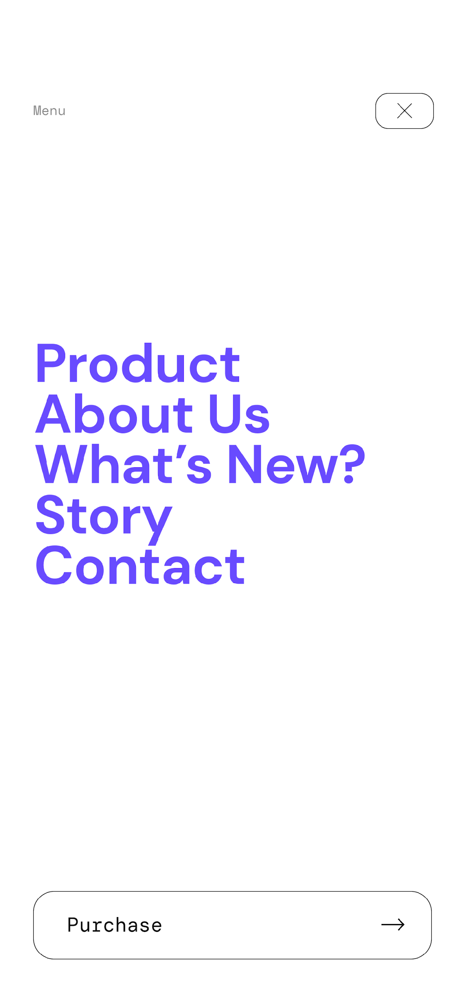 Menu
Product
About Us
What’s New?
Story
Contact
Purchase